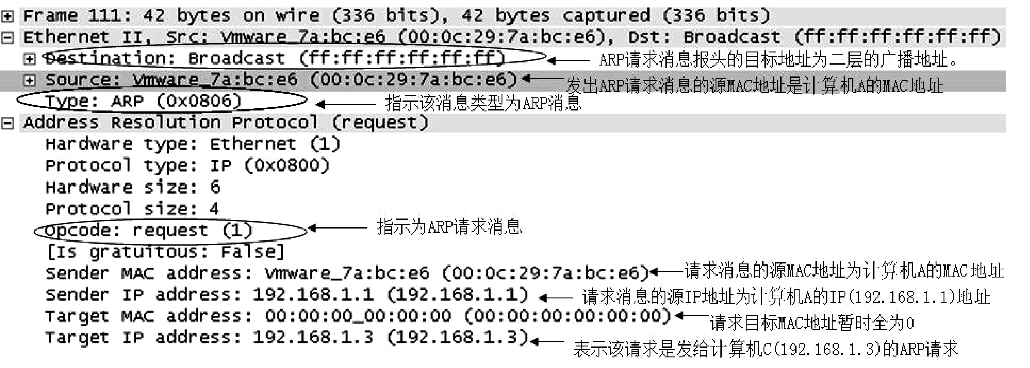 Frame 111: 42 bytes on wire (336 bits), 42 bytes captured (336 bits)
Ethernet II, Src: Vmware_7a:bc:e6 (00:0c:29:7a:bc:e6), Dst: Broadcast (ff:ff:ff:ff:ff:ff)
Destination: Broadcast (ff:ff:ff:ff:ff:ff) ARP请求消息报头的目标地址为二层的广播地址。
Source: Vmware_7a:bc:e6 (00:0c:29:7a:bc:e6) 发出ARP请求消息的源MAC地址是计算机A的MAC地址
Type: ARP (0x0806) 指示该消息类型为ARP消息
Address Resolution Protocol (request)
Hardware type: Ethernet (1)
Protocol type: IP (0x0800)
Hardware size: 6
Protocol size: 4
Opcode: request (1) 指示为ARP请求消息
[Is gratuitous: False]
Sender MAC address: Vmware_7a:bc:e6 (00:0c:29:7a:bc:e6) 请求消息的源MAC地址为计算机A的MAC地址
Sender IP address: 192.168.1.1 (192.168.1.1) 请求消息的源IP地址为计算机A的IP(192.168.1.1)地址
Target MAC address: 00:00:00_00:00:00 (00:00:00:00:00:00) 请求目标MAC地址暂时全为0
Target IP address: 192.168.1.3 (192.168.1.3) 表示该请求是发给计算机C(192.168.1.3)的ARP请求